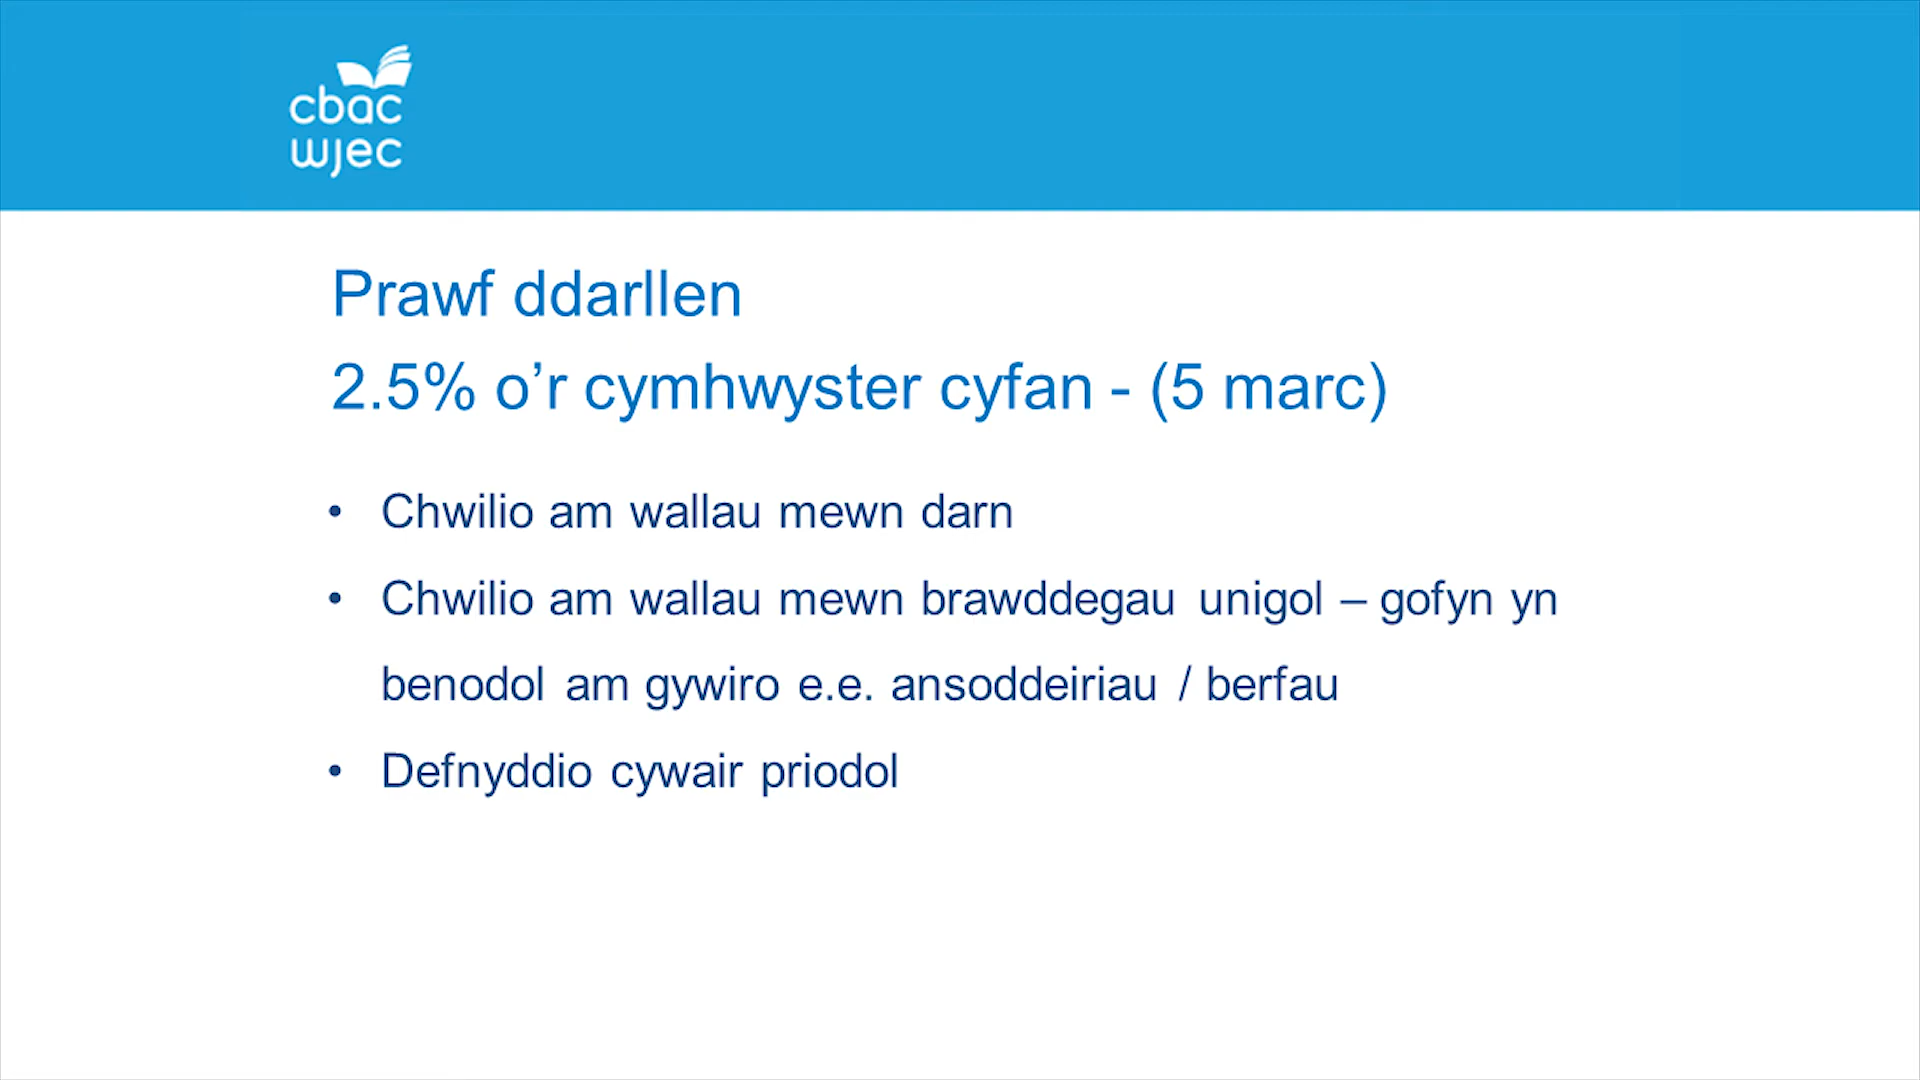 cbac
wjec
Prawf ddarllen
2.5% o’r cymhwyster cyfan - (5 marc)
• Chwilio am wallau mewn darn
• Chwilio am wallau mewn brawddegau unigol – gofyn yn
benodol am gywiro e.e. ansoddeiriau / berfau
• Defnyddio cywair priodol